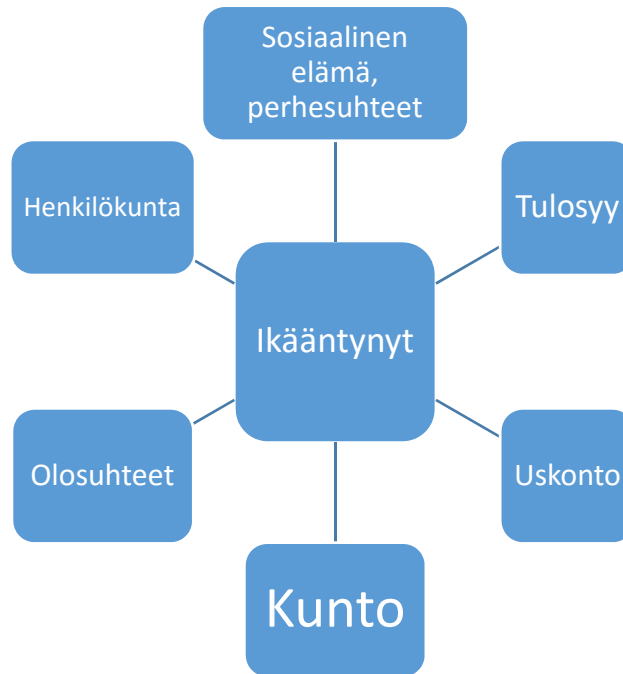 Sosiaalinen
elämä,
perhesuhteet
Henkilökunta
Tulosyy
Ikääntynyt
Olosuhteet
Uskonto
Kunto